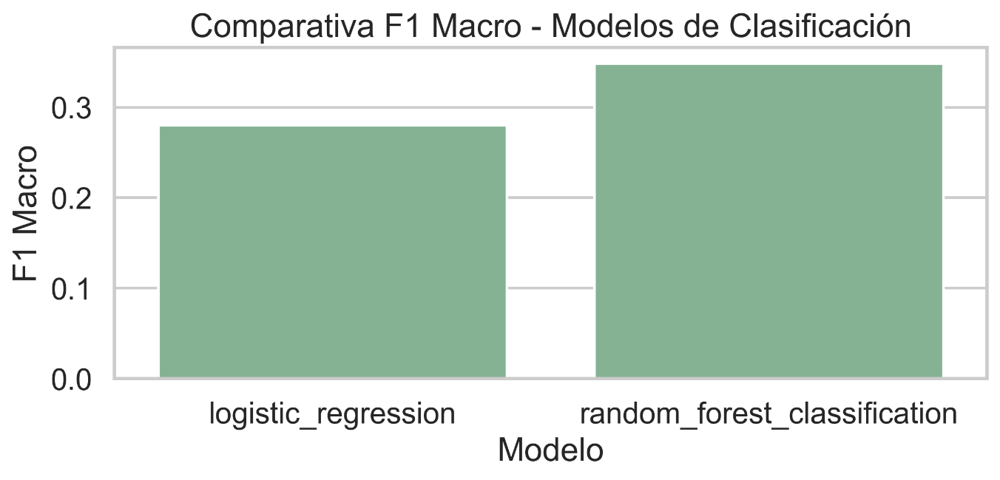 Comparativa F1 Macro - Modelos de Clasificación
F1 Macro
0.3
0.2
0.1
0.0
logistic_regression
random_forest_classification
Modelo